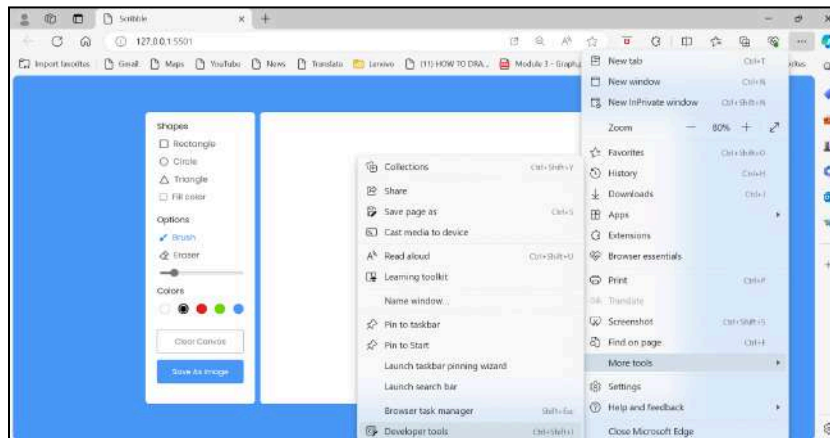 Scribble
127.0.0.1:5501
Import favorites Gmail Maps YouTube News Translate (11) HOW TO DRA... Module 3 - Graph
Shapes
Rectangle
Circle
Triangle
Fill color
Options
Brush
Eraser
Colors
Clear Canvas
Save As Image
Collections Ctrl+Shift+Y
Share
Save page as Ctrl+S
Cast media to device
Read aloud Ctrl+Shift+U
Learning toolkit
Name window...
Pin to taskbar
Pin to Start
Launch taskbar pinning wizard
Launch search bar
Browser task manager Shift+Esc
Developer tools Ctrl+Shift+I
New tab Ctrl+T
New window Ctrl+N
New InPrivate window Ctrl+Shift+N
Zoom 80%
Favorites Ctrl+Shift+O
History Ctrl+H
Downloads Ctrl+J
Apps
Extensions
Browser essentials
Print Ctrl+P
Translate
Screenshot Ctrl+Shift+S
Find on page Ctrl+F
More tools
Settings
Help and feedback
Close Microsoft Edge